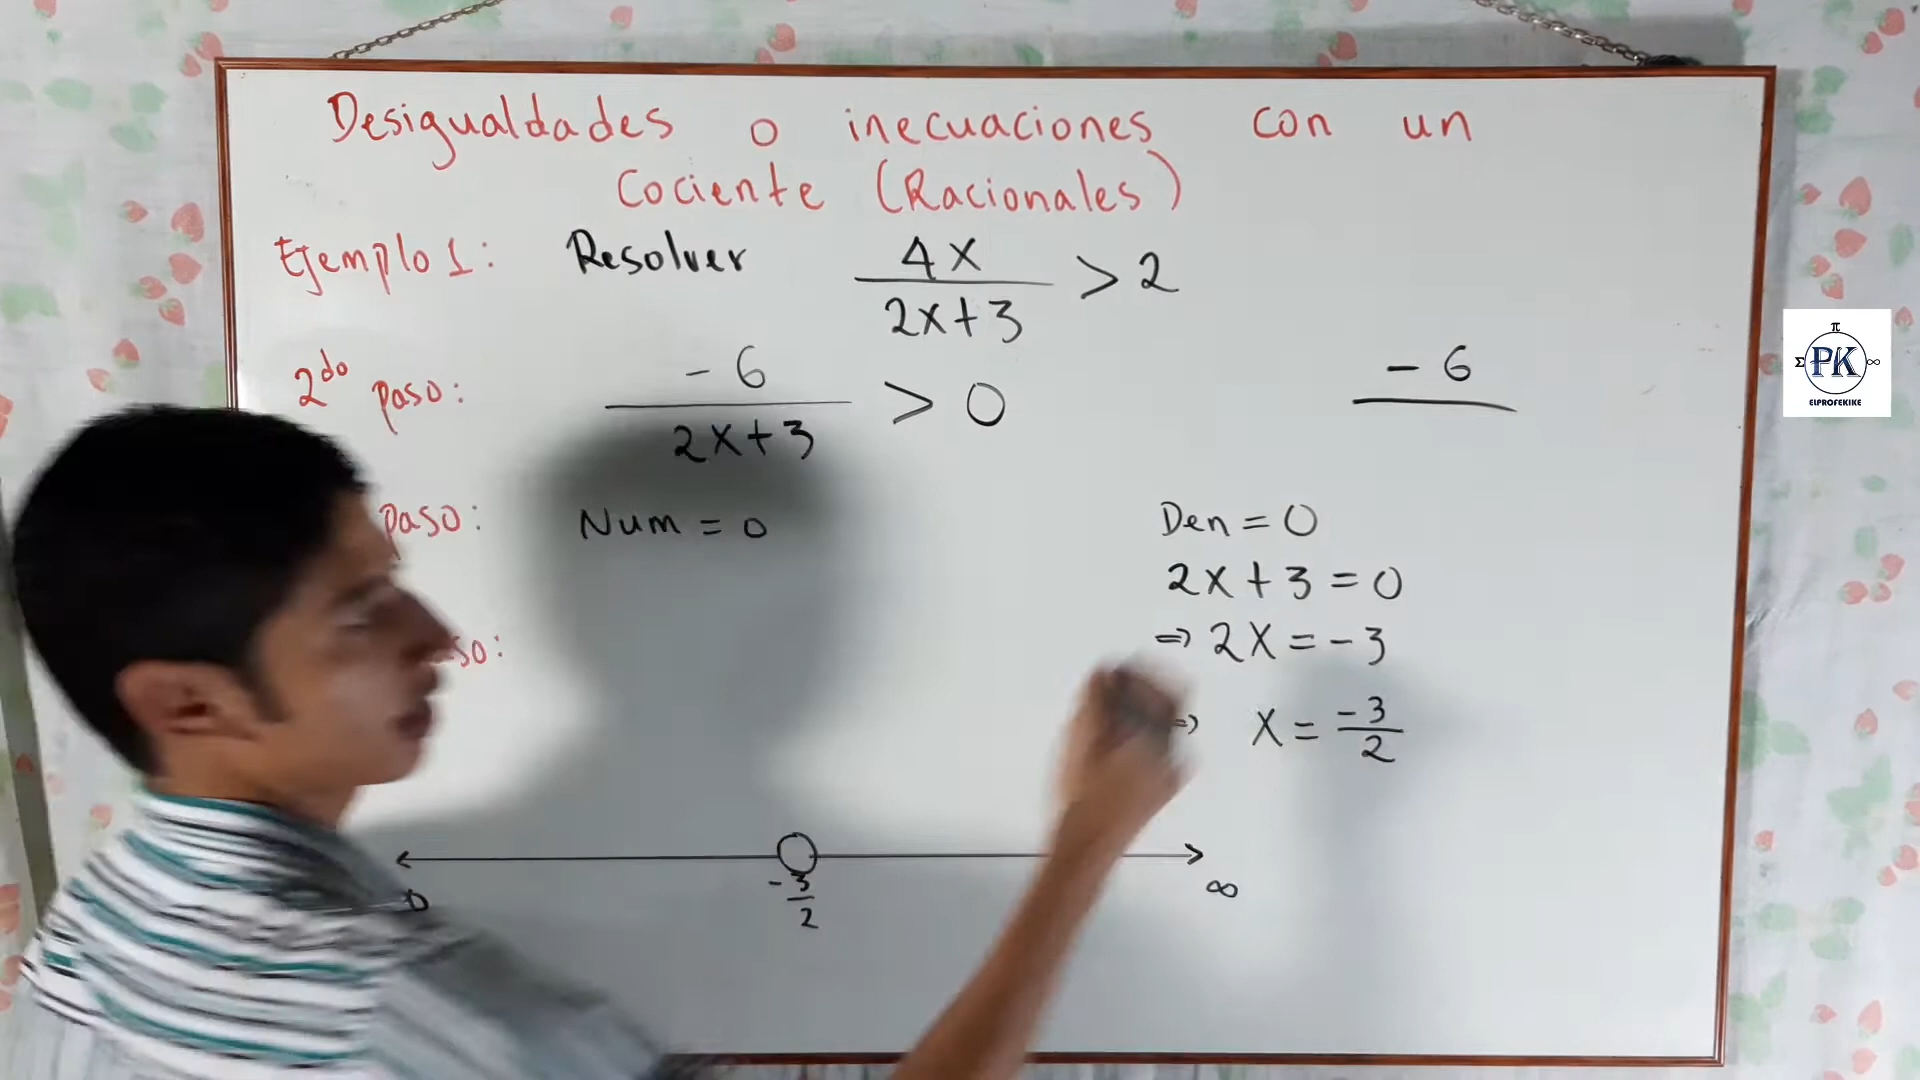 Desigualdades o inecuaciones con un
Cociente (Racionales)
Ejemplo 1: Resolver 4x / 2x+3 > 2
2do paso: -6 / 2x+3 > 0
-6
paso: Num = 0
Den = 0
2x+3 = 0
⇒ 2x = -3
⇒ x = -3/2
-3/2
∞
π
Σ PK ∞
ElPROFEKIKE